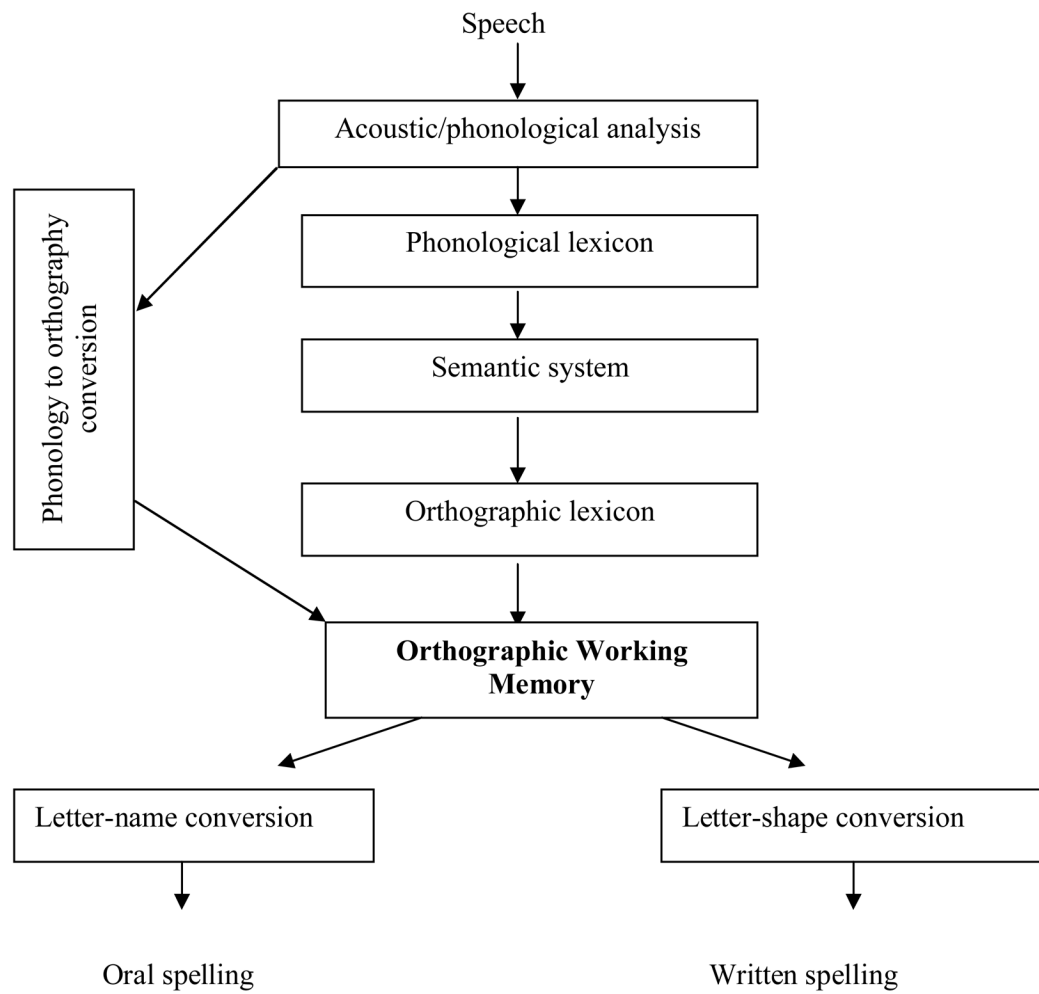 Speech
Acoustic/phonological analysis
Phonological lexicon
Phonology to orthography
conversion
Semantic system
Orthographic lexicon
Orthographic Working
Memory
Letter-name conversion
Letter-shape conversion
Oral spelling
Written spelling